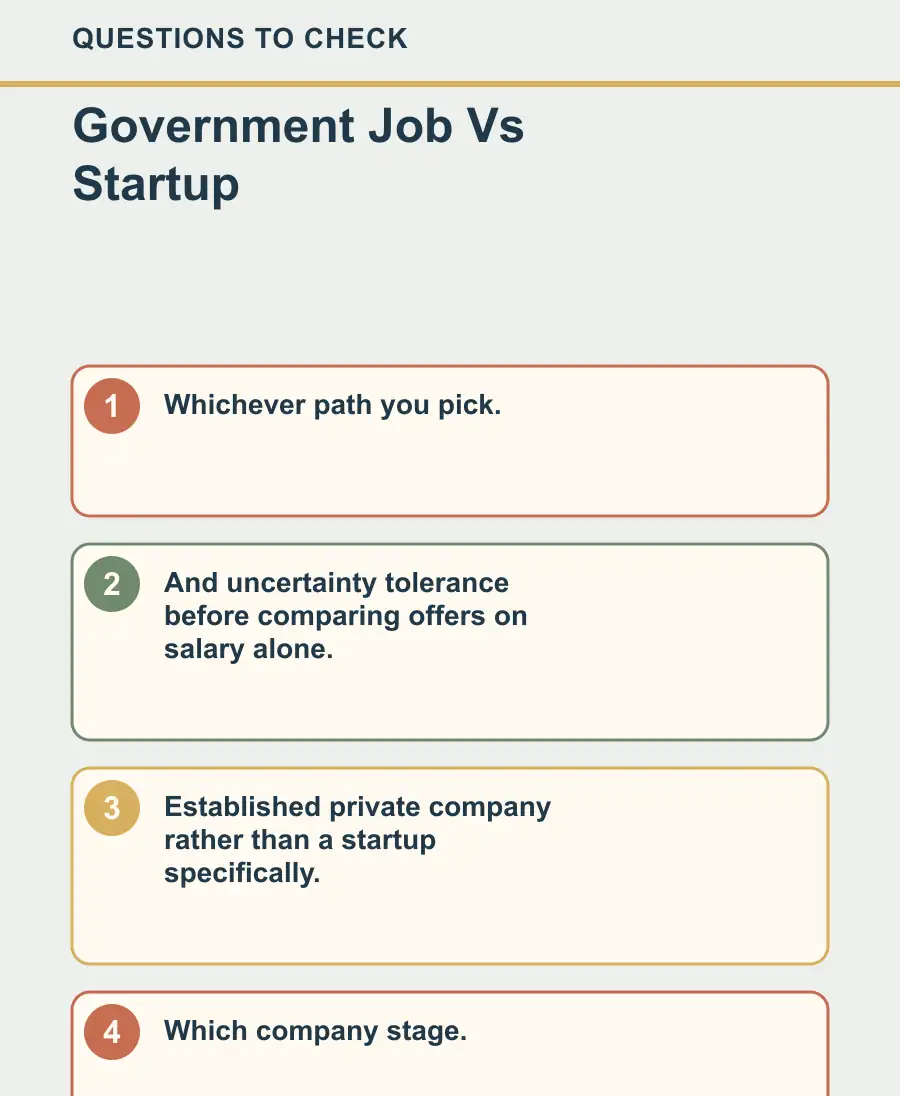 QUESTIONS TO CHECK
Government Job Vs
Startup
1
Whichever path you pick.
2
And uncertainty tolerance
before comparing offers on
salary alone.
3
Established private company
rather than a startup
specifically.
4
Which company stage.